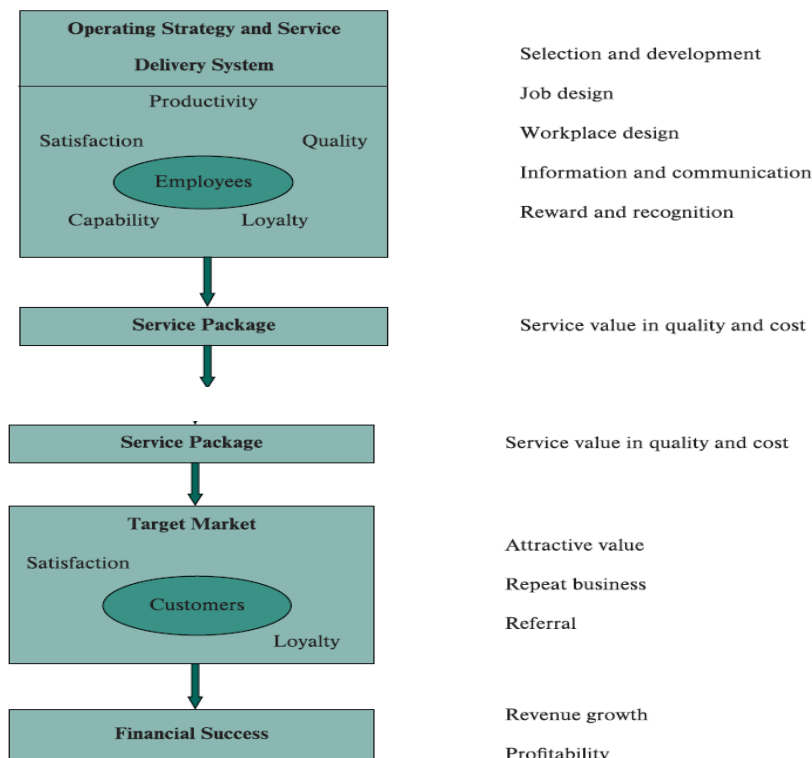 Operating Strategy and Service
Delivery System
Productivity
Satisfaction
Quality
Employees
Capability
Loyalty
Selection and development
Job design
Workplace design
Information and communication
Reward and recognition
Service Package
Service value in quality and cost
Service Package
Service value in quality and cost
Target Market
Satisfaction
Customers
Loyalty
Attractive value
Repeat business
Referral
Financial Success
Revenue growth
Profitability